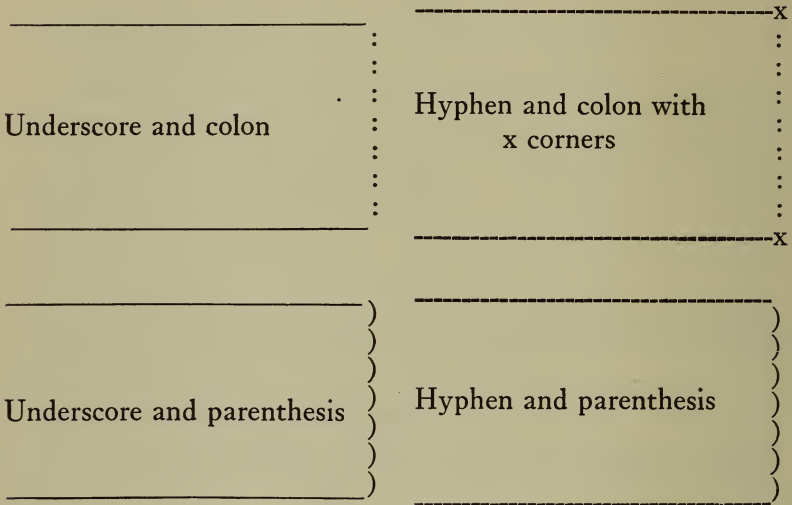 Underscore and colon
Hyphen and colon with
x corners
Underscore and parenthesis
Hyphen and parenthesis